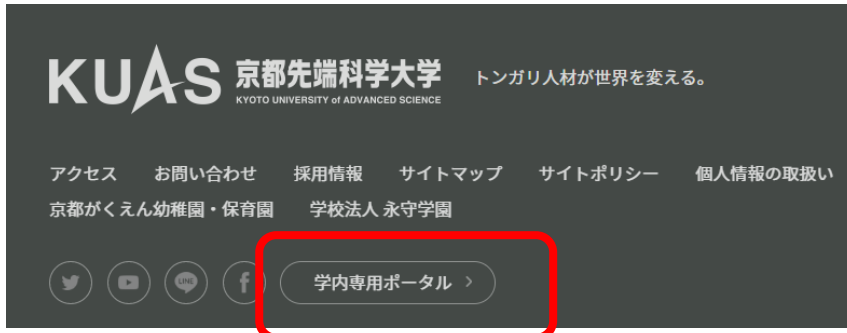 KUAS 京都先端科学大学 トンガリ人材が世界を変える。
KYOTO UNIVERSITY of ADVANCED SCIENCE
アクセス お問い合わせ 採用情報 サイトマップ サイトポリシー 個人情報の取扱い
京都がくえん幼稚園・保育園 学校法人 永守学園
LINE f 学内専用ポータル >